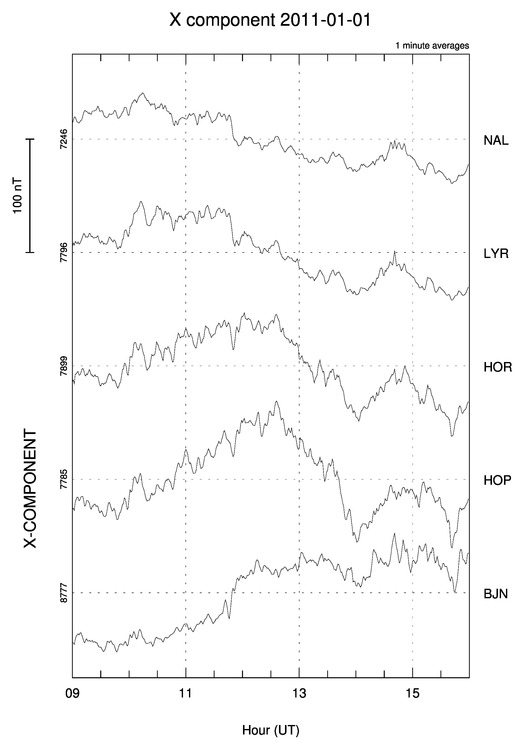 X component 2011-01-01
1 minute averages
7246
NAL
100 nT
7796
LYR
7899
HOR
X-COMPONENT
7785
HOP
8777
BJN
09 11 13 15
Hour (UT)